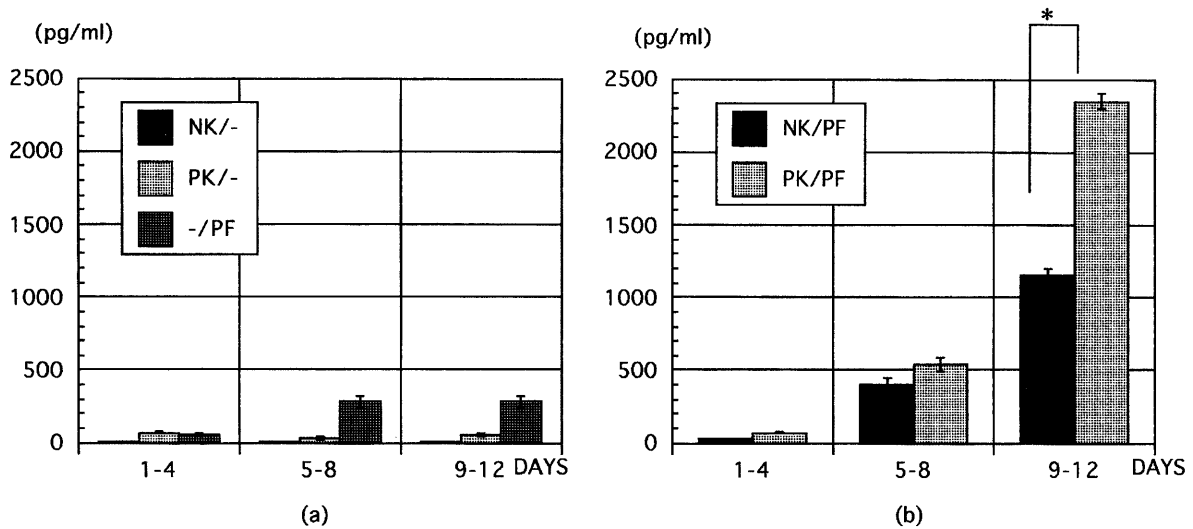 (pg/ml)
2500
2000
1500
1000
500
0
NK/-
PK/-
-/PF
1-4
5-8
9-12
DAYS
(a)
(pg/ml)
*
2500
2000
1500
1000
500
0
NK/PF
PK/PF
1-4
5-8
9-12
DAYS
(b)